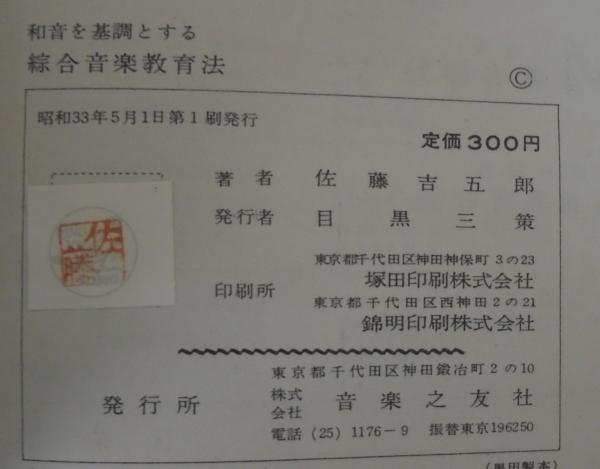 和音を基調とする
綜合音楽教育法
©
昭和33年5月1日第1刷発行
定価300円
著者 佐藤吉五郎
発行者 目黒三策
東京都千代田区神田神保町3の23
印刷所 塚田印刷株式会社
東京都千代田区西神田2の21
錦明印刷株式会社
東京都千代田区神田鍛冶町2の10
発行所 株式会社 音楽之友社
電話 (25) 1176-9 振替東京196250
佐藤